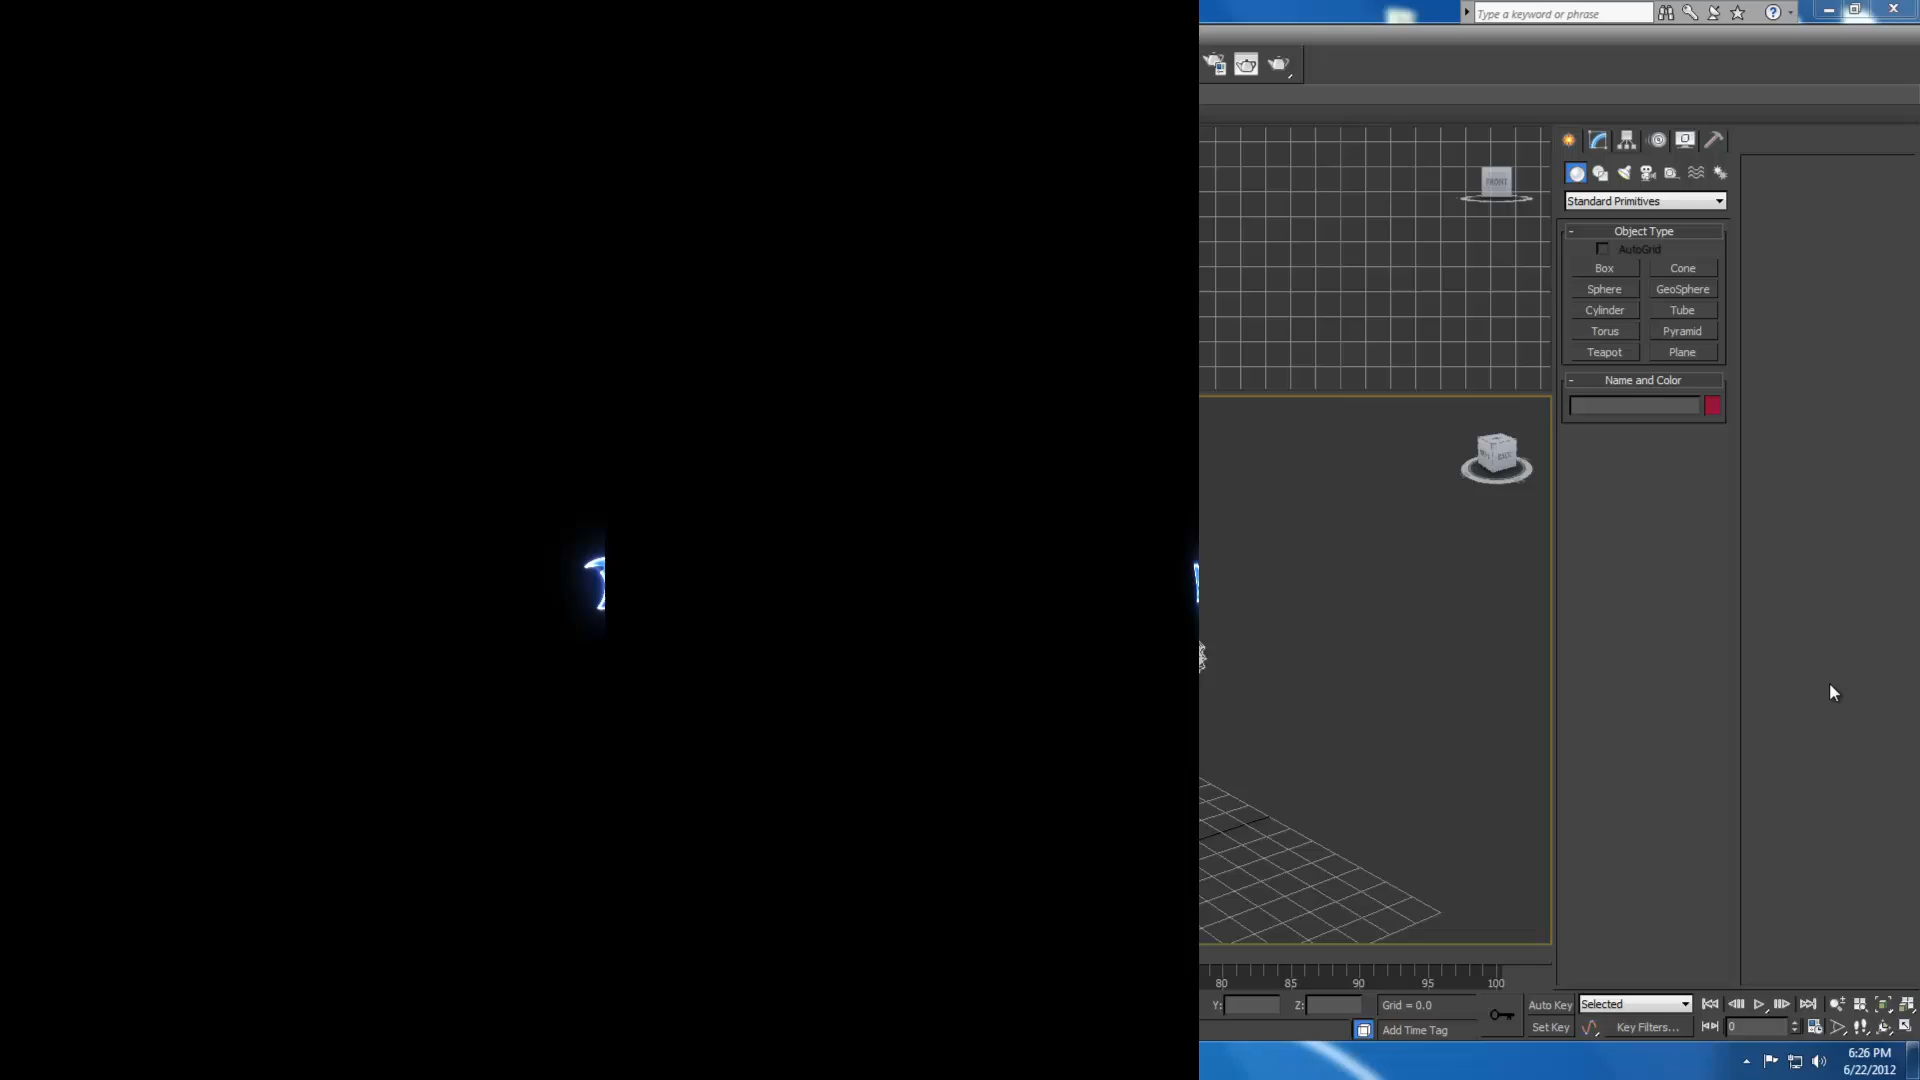 Type a keyword or phrase
FRONT
Standard Primitives
- Object Type
AutoGrid
Box Cone
Sphere GeoSphere
Cylinder Tube
Torus Pyramid
Teapot Plane
- Name and Color
BACK
80 85 90 95 100
Y: Z: Grid = 0.0 Auto Key Selected
Add Time Tag Set Key Key Filters... 0
6:26 PM
6/22/2012